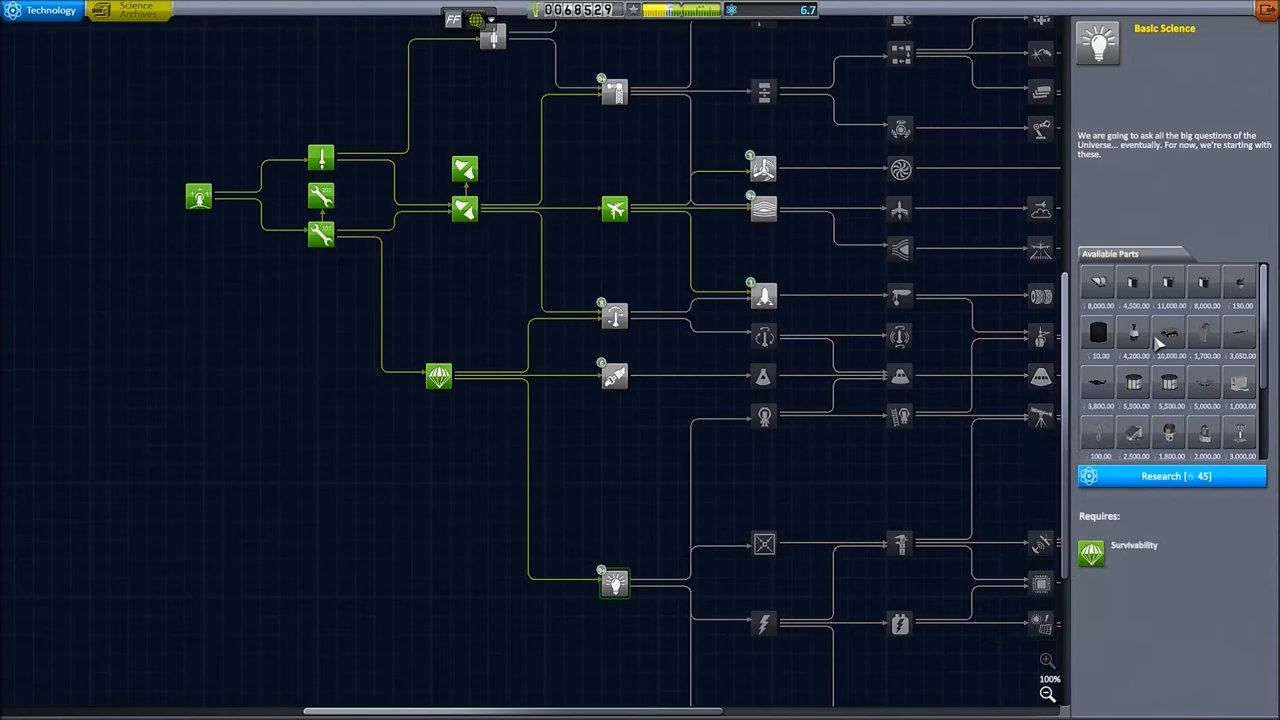 Technology
Science
Archives
FF
0068529
6.7
Basic Science
We are going to ask all the big questions of the
Universe... eventually. For now, we're starting with
these.
Available Parts
8,000.00 4,500.00 11,000.00 8,000.00 130.00
10.00 4,200.00 10,000.00 1,700.00 3,050.00
3,800.00 5,500.00 5,500.00 5,000.00 1,000.00
100.00 2,500.00 1,800.00 2,000.00 3,000.00
Research [ 45]
Requires:
Survivability
100%